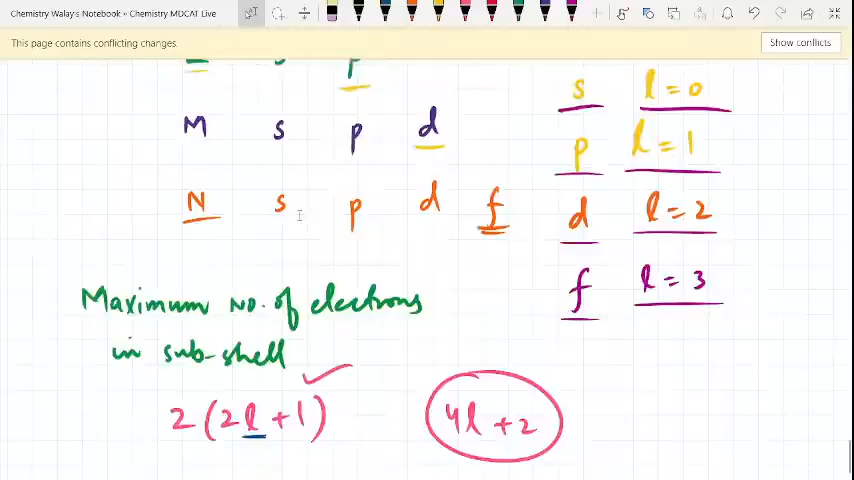 Chemistry Walay's Notebook » Chemistry MDCAT Live
This page contains conflicting changes.
Show conflicts
s p
s l = 0
M s p d
p l = 1
N s p d f
d l = 2
f l = 3
Maximum No. of electrons
in sub-shell
2 (2l + 1)
4l + 2